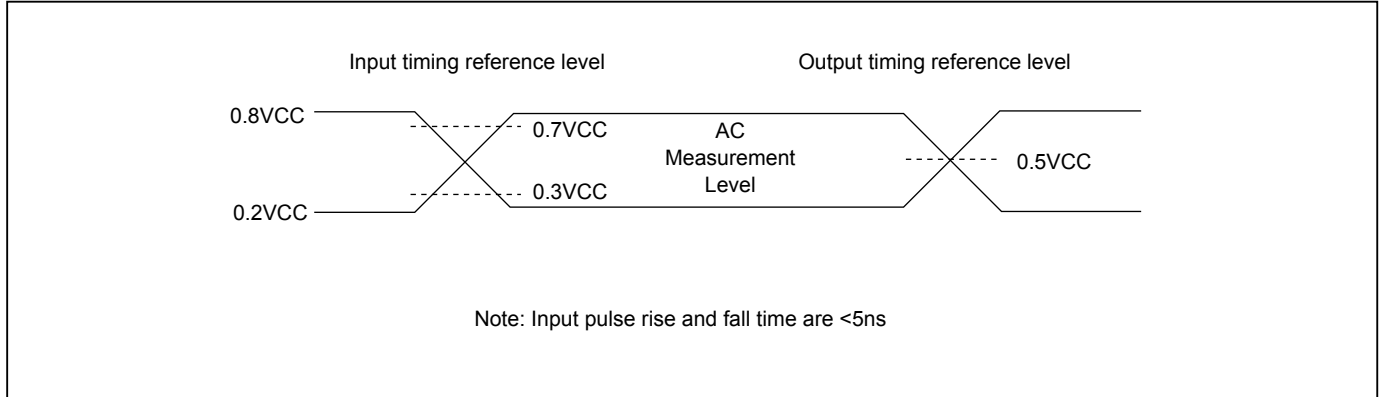 Input timing reference level
Output timing reference level
0.8VCC
0.7VCC
AC
Measurement
Level
0.5VCC
0.3VCC
0.2VCC
Note: Input pulse rise and fall time are <5ns